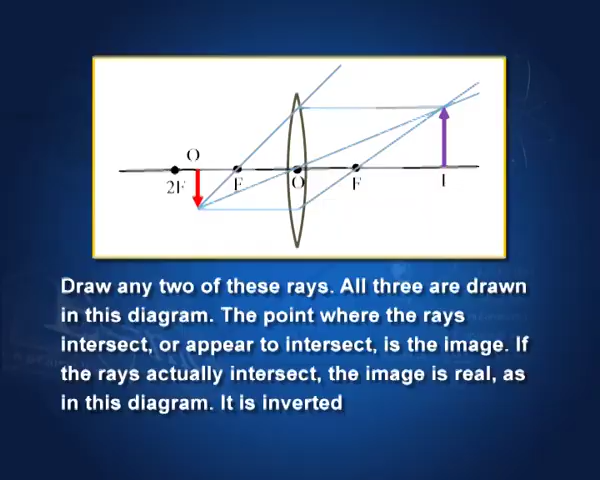 O
2F F O F I
Draw any two of these rays. All three are drawn
in this diagram. The point where the rays
intersect, or appear to intersect, is the image. If
the rays actually intersect, the image is real, as
in this diagram. It is inverted